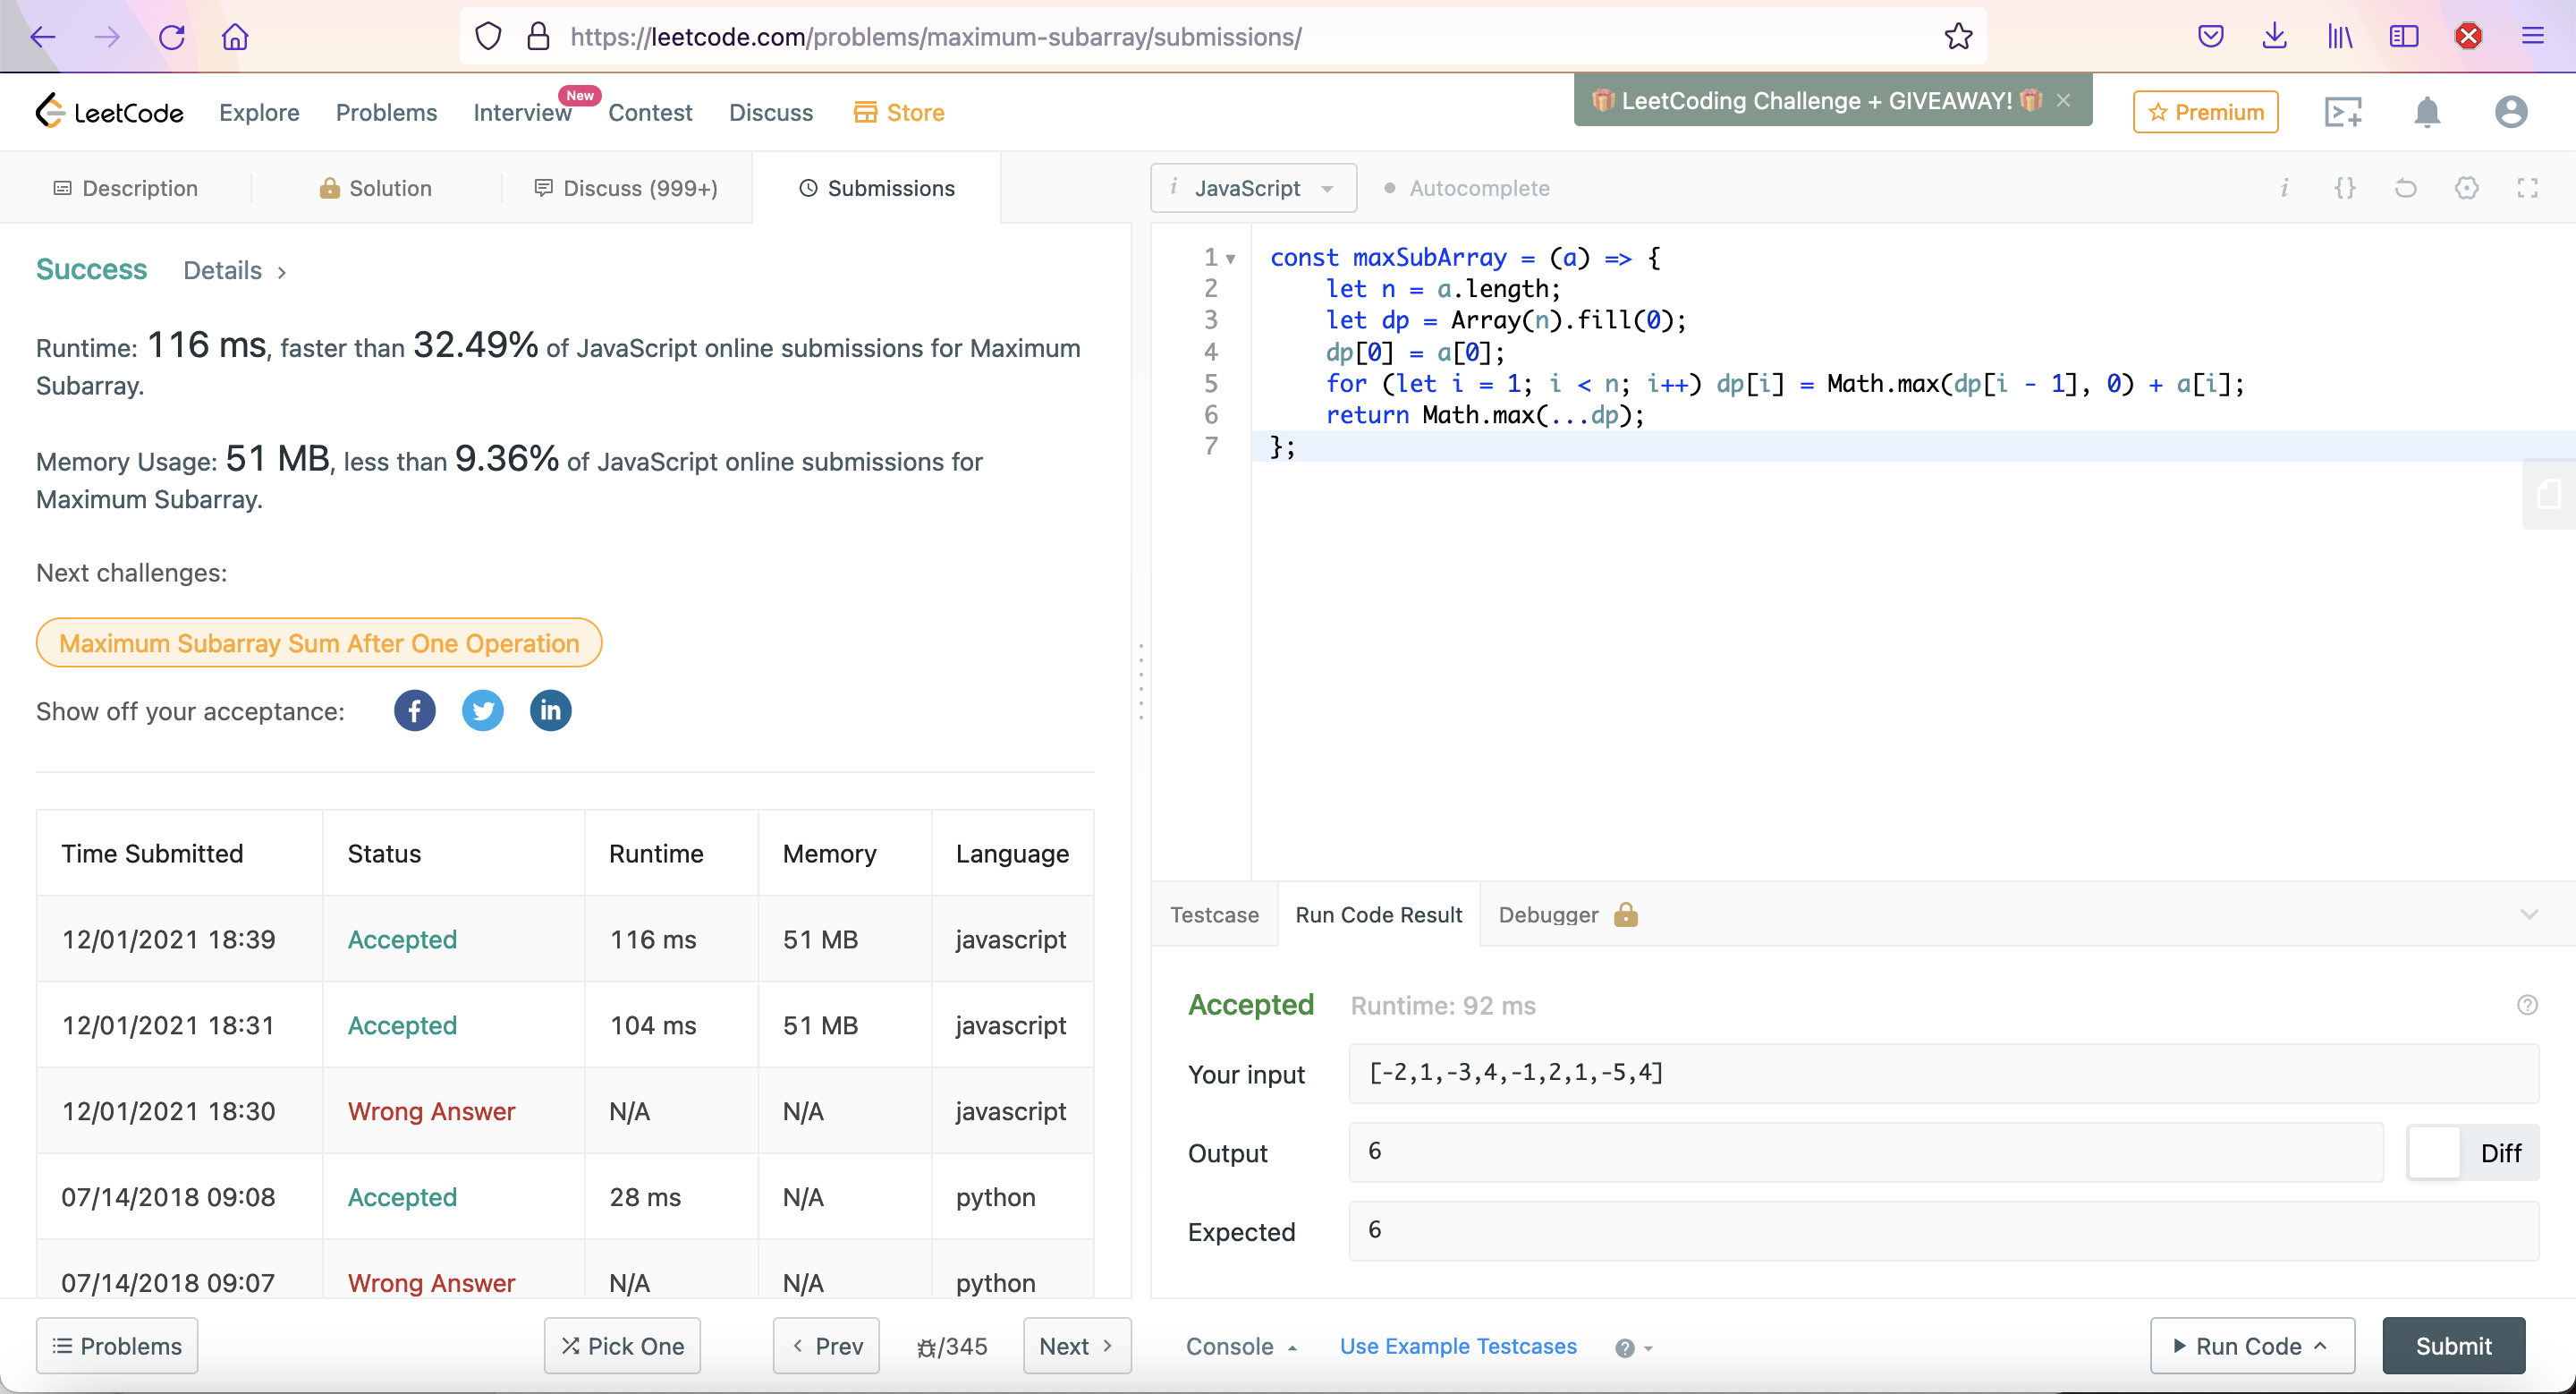 https://leetcode.com/problems/maximum-subarray/submissions/
LeetCode Explore Problems Interview New Contest Discuss Store
LeetCoding Challenge + GIVEAWAY!
Premium
Description Solution Discuss (999+) Submissions
i JavaScript Autocomplete
Success Details >
Runtime: 116 ms, faster than 32.49% of JavaScript online submissions for Maximum
Subarray.
Memory Usage: 51 MB, less than 9.36% of JavaScript online submissions for
Maximum Subarray.
Next challenges:
Maximum Subarray Sum After One Operation
Show off your acceptance:
Time Submitted Status Runtime Memory Language
12/01/2021 18:39 Accepted 116 ms 51 MB javascript
12/01/2021 18:31 Accepted 104 ms 51 MB javascript
12/01/2021 18:30 Wrong Answer N/A N/A javascript
07/14/2018 09:08 Accepted 28 ms N/A python
07/14/2018 09:07 Wrong Answer N/A N/A python
1 const maxSubArray = (a) => {
2 let n = a.length;
3 let dp = Array(n).fill(0);
4 dp[0] = a[0];
5 for (let i = 1; i < n; i++) dp[i] = Math.max(dp[i - 1], 0) + a[i];
6 return Math.max(...dp);
7 };
Testcase Run Code Result Debugger
Accepted Runtime: 92 ms
Your input [-2,1,-3,4,-1,2,1,-5,4]
Output 6 Diff
Expected 6
Problems Pick One < Prev /345 Next >
Console Use Example Testcases Run Code Submit